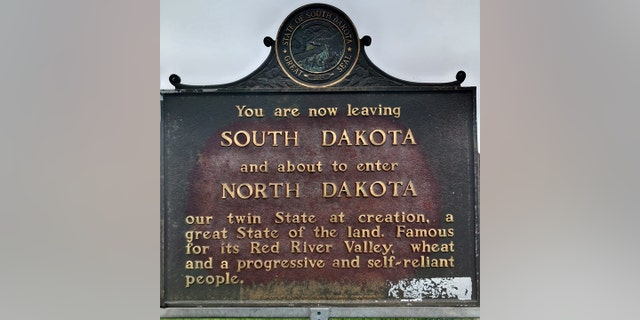 STATE OF SOUTH DAKOTA
GREAT SEAL
You are now leaving
SOUTH DAKOTA
and about to enter
NORTH DAKOTA
our twin State at creation, a
great State of the land. Famous
for its Red River Valley, wheat
and a progressive and self-reliant
people.